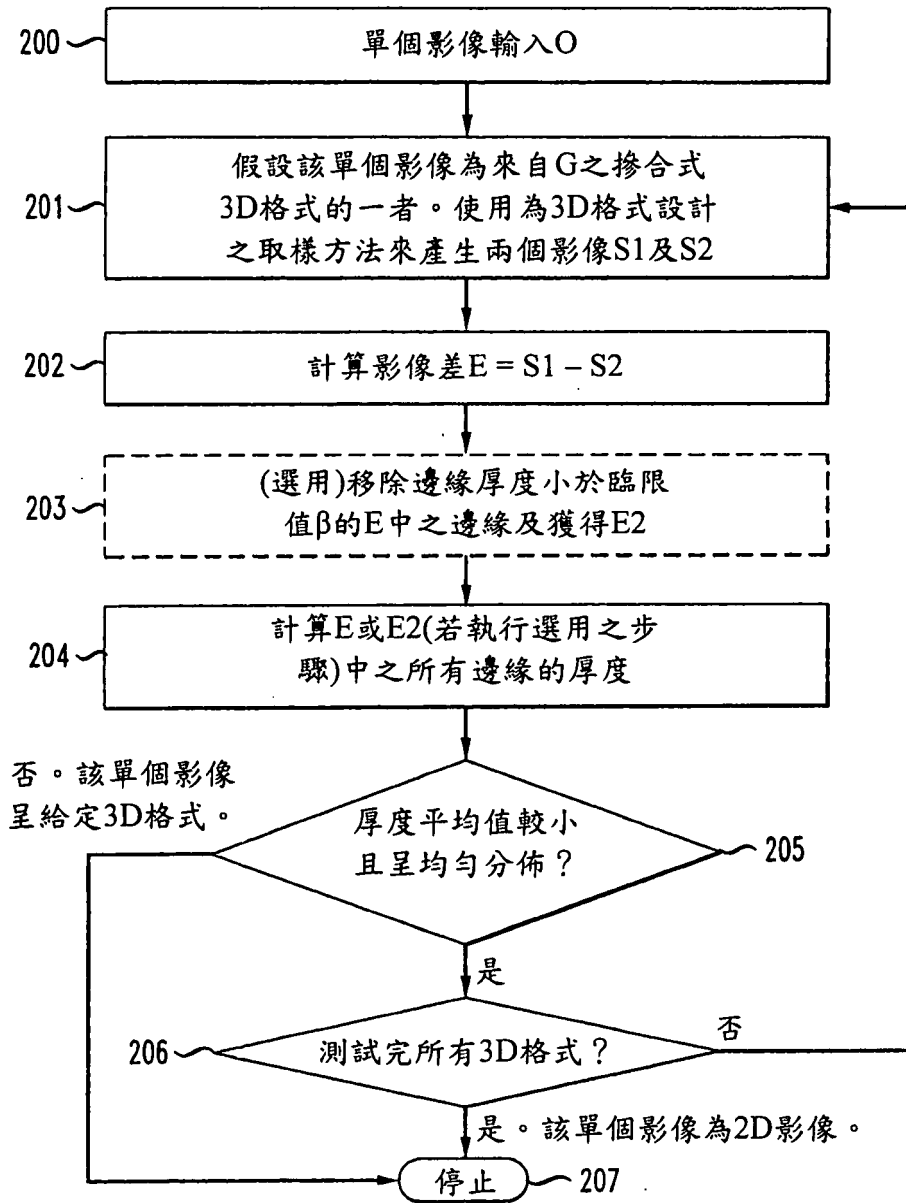 200
單個影像輸入O
201
假設該單個影像為來自G之摻合式
3D格式的一者。使用為3D格式設計
之取樣方法來產生兩個影像S1及S2
202
計算影像差E = S1 – S2
203
(選用)移除邊緣厚度小於臨限
值β的E中之邊緣及獲得E2
204
計算E或E2(若執行選用之步
驟)中之所有邊緣的厚度
否。該單個影像
呈給定3D格式。
厚度平均值較小
且呈均勻分佈？
205
是
206
測試完所有3D格式？
否
是。該單個影像為2D影像。
停止
207